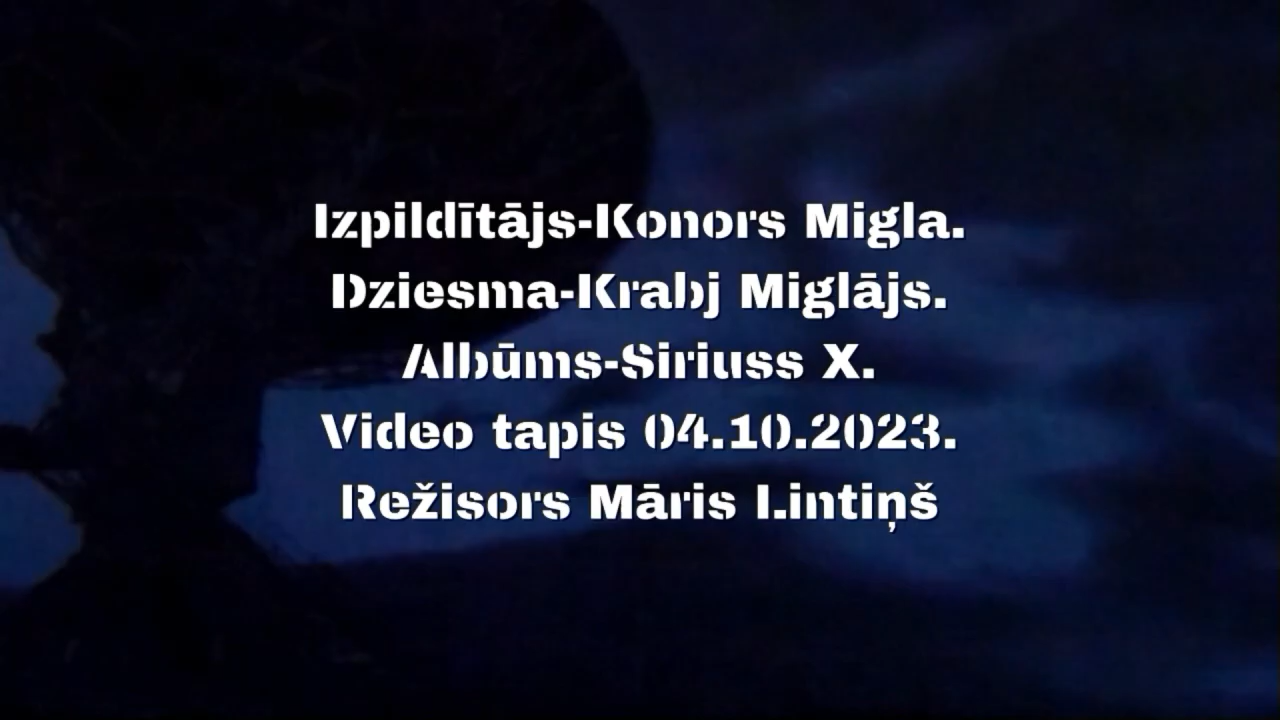 Izpildītājs-Konors Migla.
Dziesma-Krabj Miglājs.
Albūms-Siriuss X.
Video tapis 04.10.2023.
Režisors Māris Lintiņš